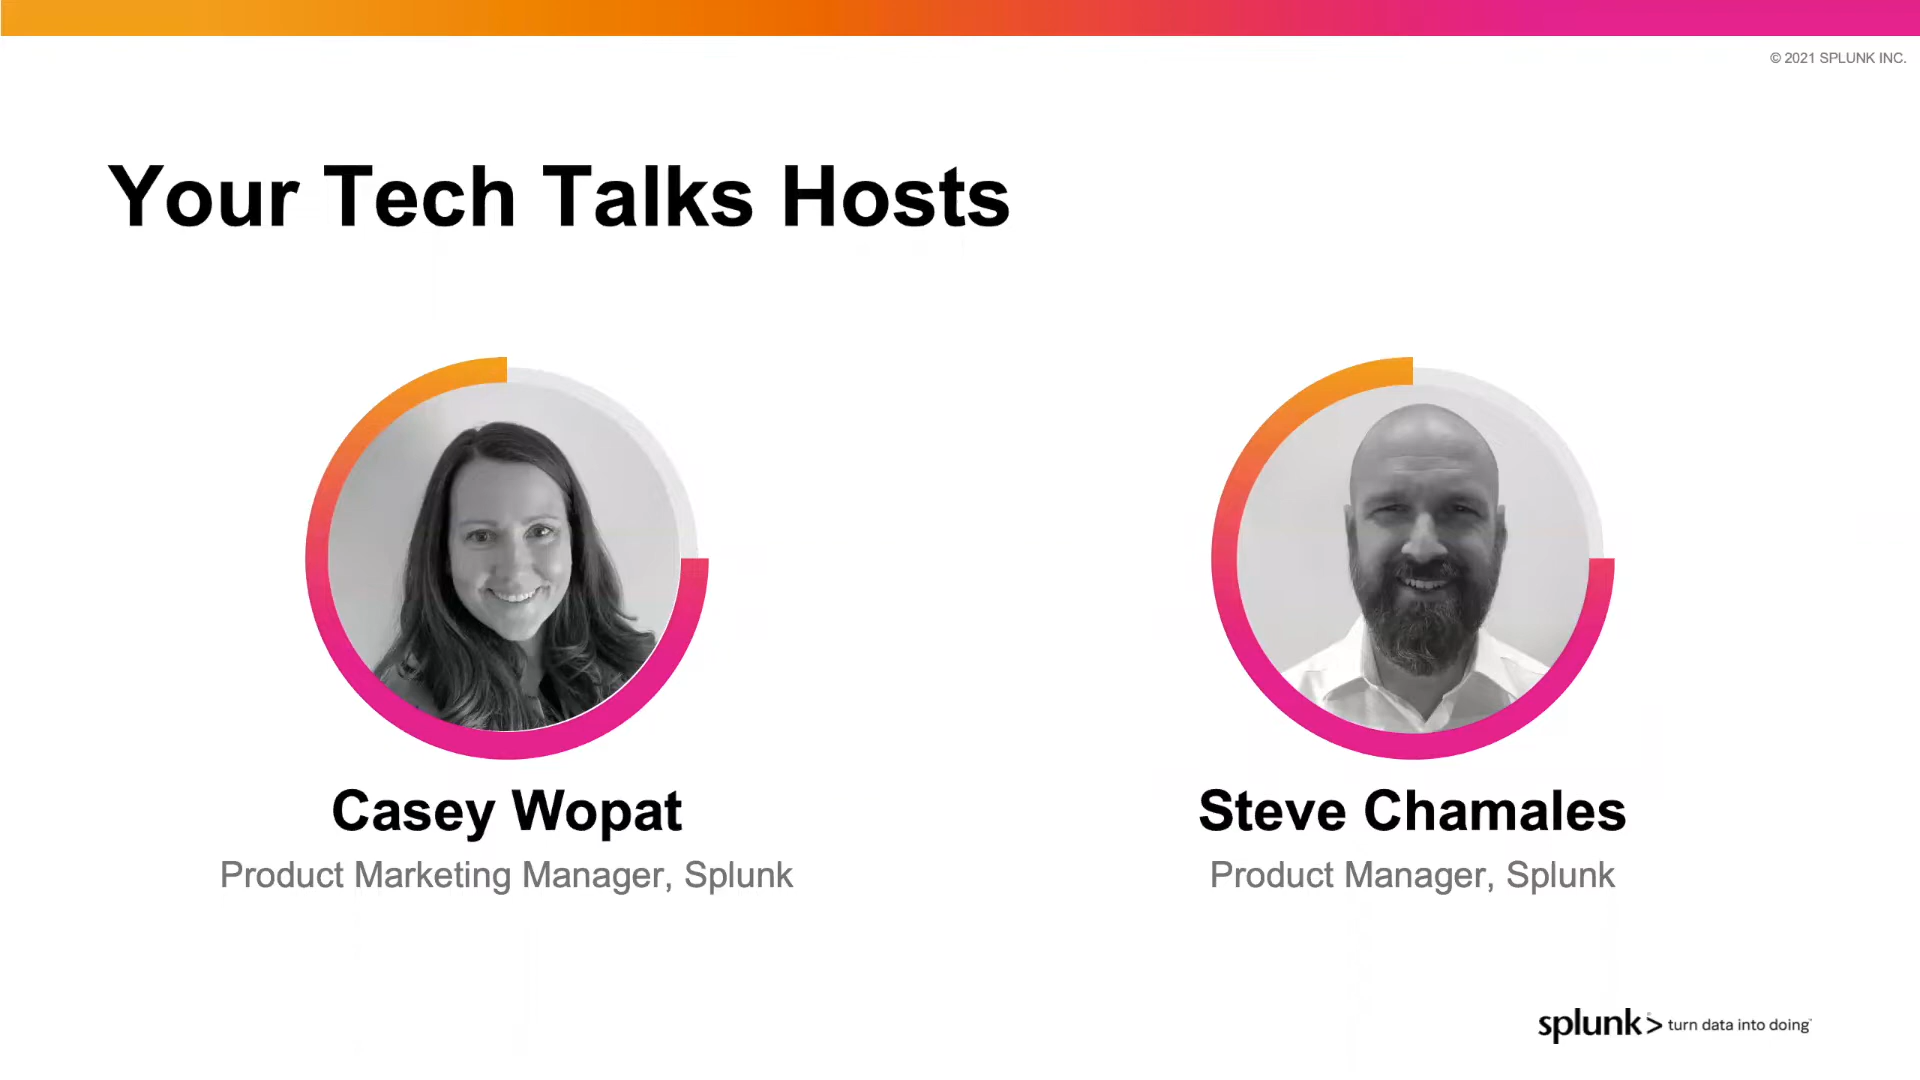 © 2021 SPLUNK INC.
Your Tech Talks Hosts
Casey Wopat
Product Marketing Manager, Splunk
Steve Chamales
Product Manager, Splunk
splunk> turn data into doing™